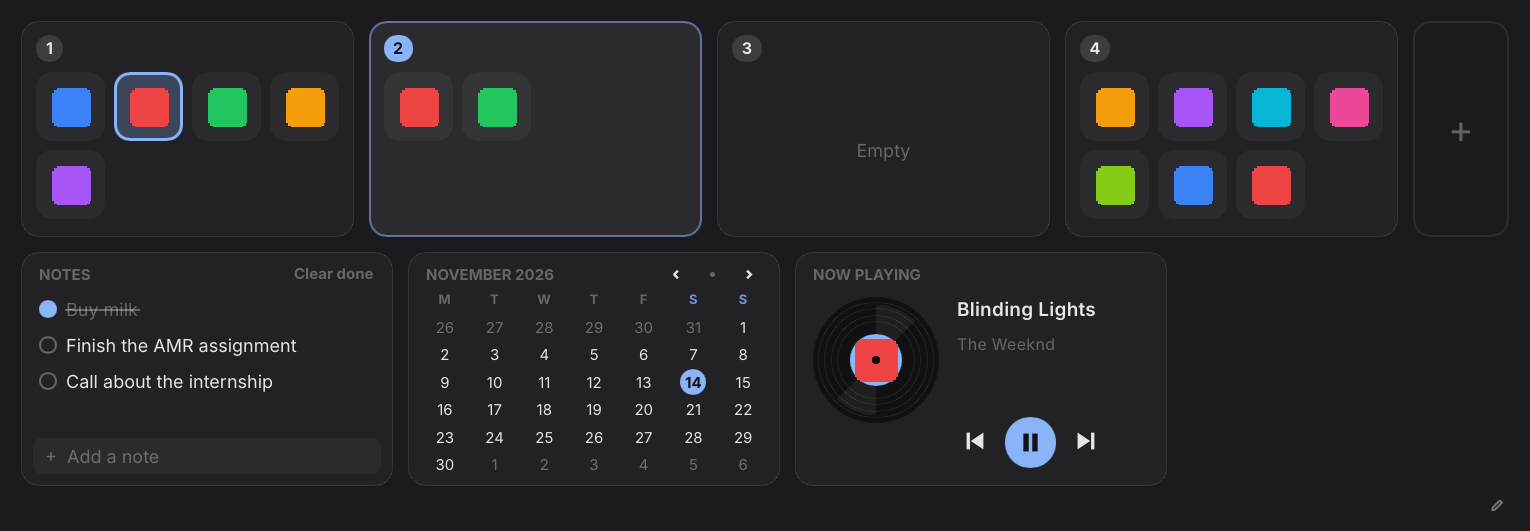 1
2
3
4
Empty
+
NOTES Clear done
Buy milk
Finish the AMR assignment
Call about the internship
+ Add a note
NOVEMBER 2026
M T W T F S S
26 27 28 29 30 31 1
2 3 4 5 6 7 8
9 10 11 12 13 14 15
16 17 18 19 20 21 22
23 24 25 26 27 28 29
30 1 2 3 4 5 6
NOW PLAYING
Blinding Lights
The Weeknd